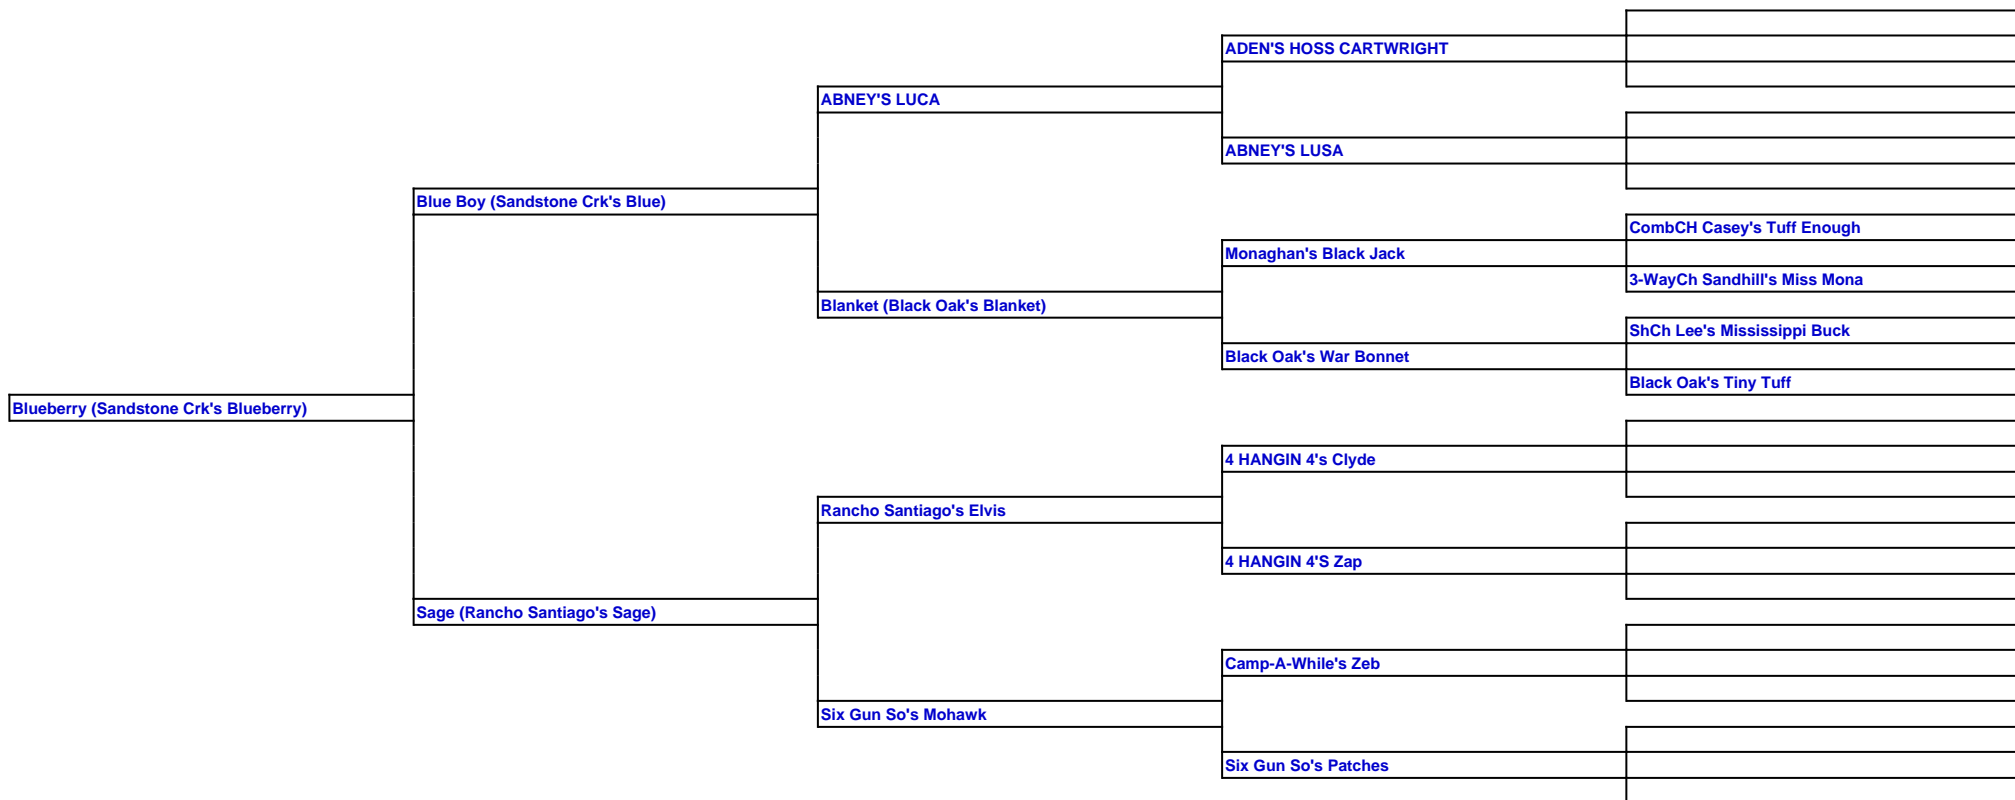 ADEN'S HOSS CARTWRIGHT
ABNEY'S LUCA
ABNEY'S LUSA
Blue Boy (Sandstone Crk's Blue)
CombCH Casey's Tuff Enough
Monaghan's Black Jack
3-WayCh Sandhill's Miss Mona
Blanket (Black Oak's Blanket)
ShCh Lee's Mississippi Buck
Black Oak's War Bonnet
Black Oak's Tiny Tuff
Blueberry (Sandstone Crk's Blueberry)
4 HANGIN 4's Clyde
Rancho Santiago's Elvis
4 HANGIN 4'S Zap
Sage (Rancho Santiago's Sage)
Camp-A-While's Zeb
Six Gun So's Mohawk
Six Gun So's Patches